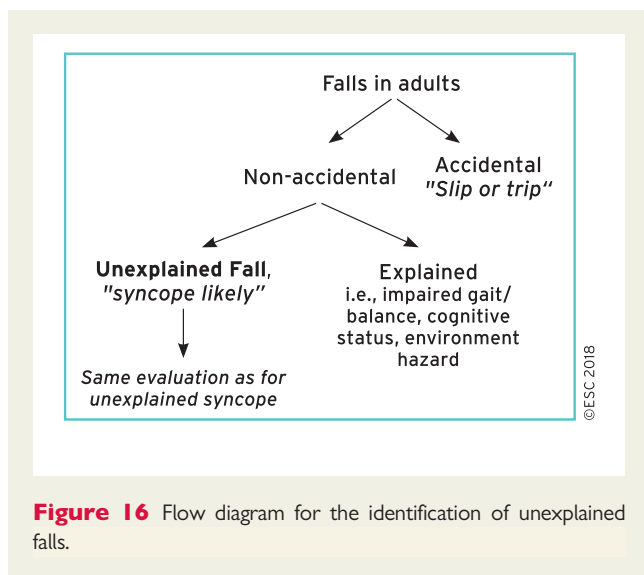 Falls in adults
Non-accidental
Accidental
"Slip or trip“
Unexplained Fall,
"syncope likely"
Explained
i.e., impaired gait/
balance, cognitive
status, environment
hazard
Same evaluation as for
unexplained syncope
©ESC 2018
Figure 16 Flow diagram for the identification of unexplained
falls.